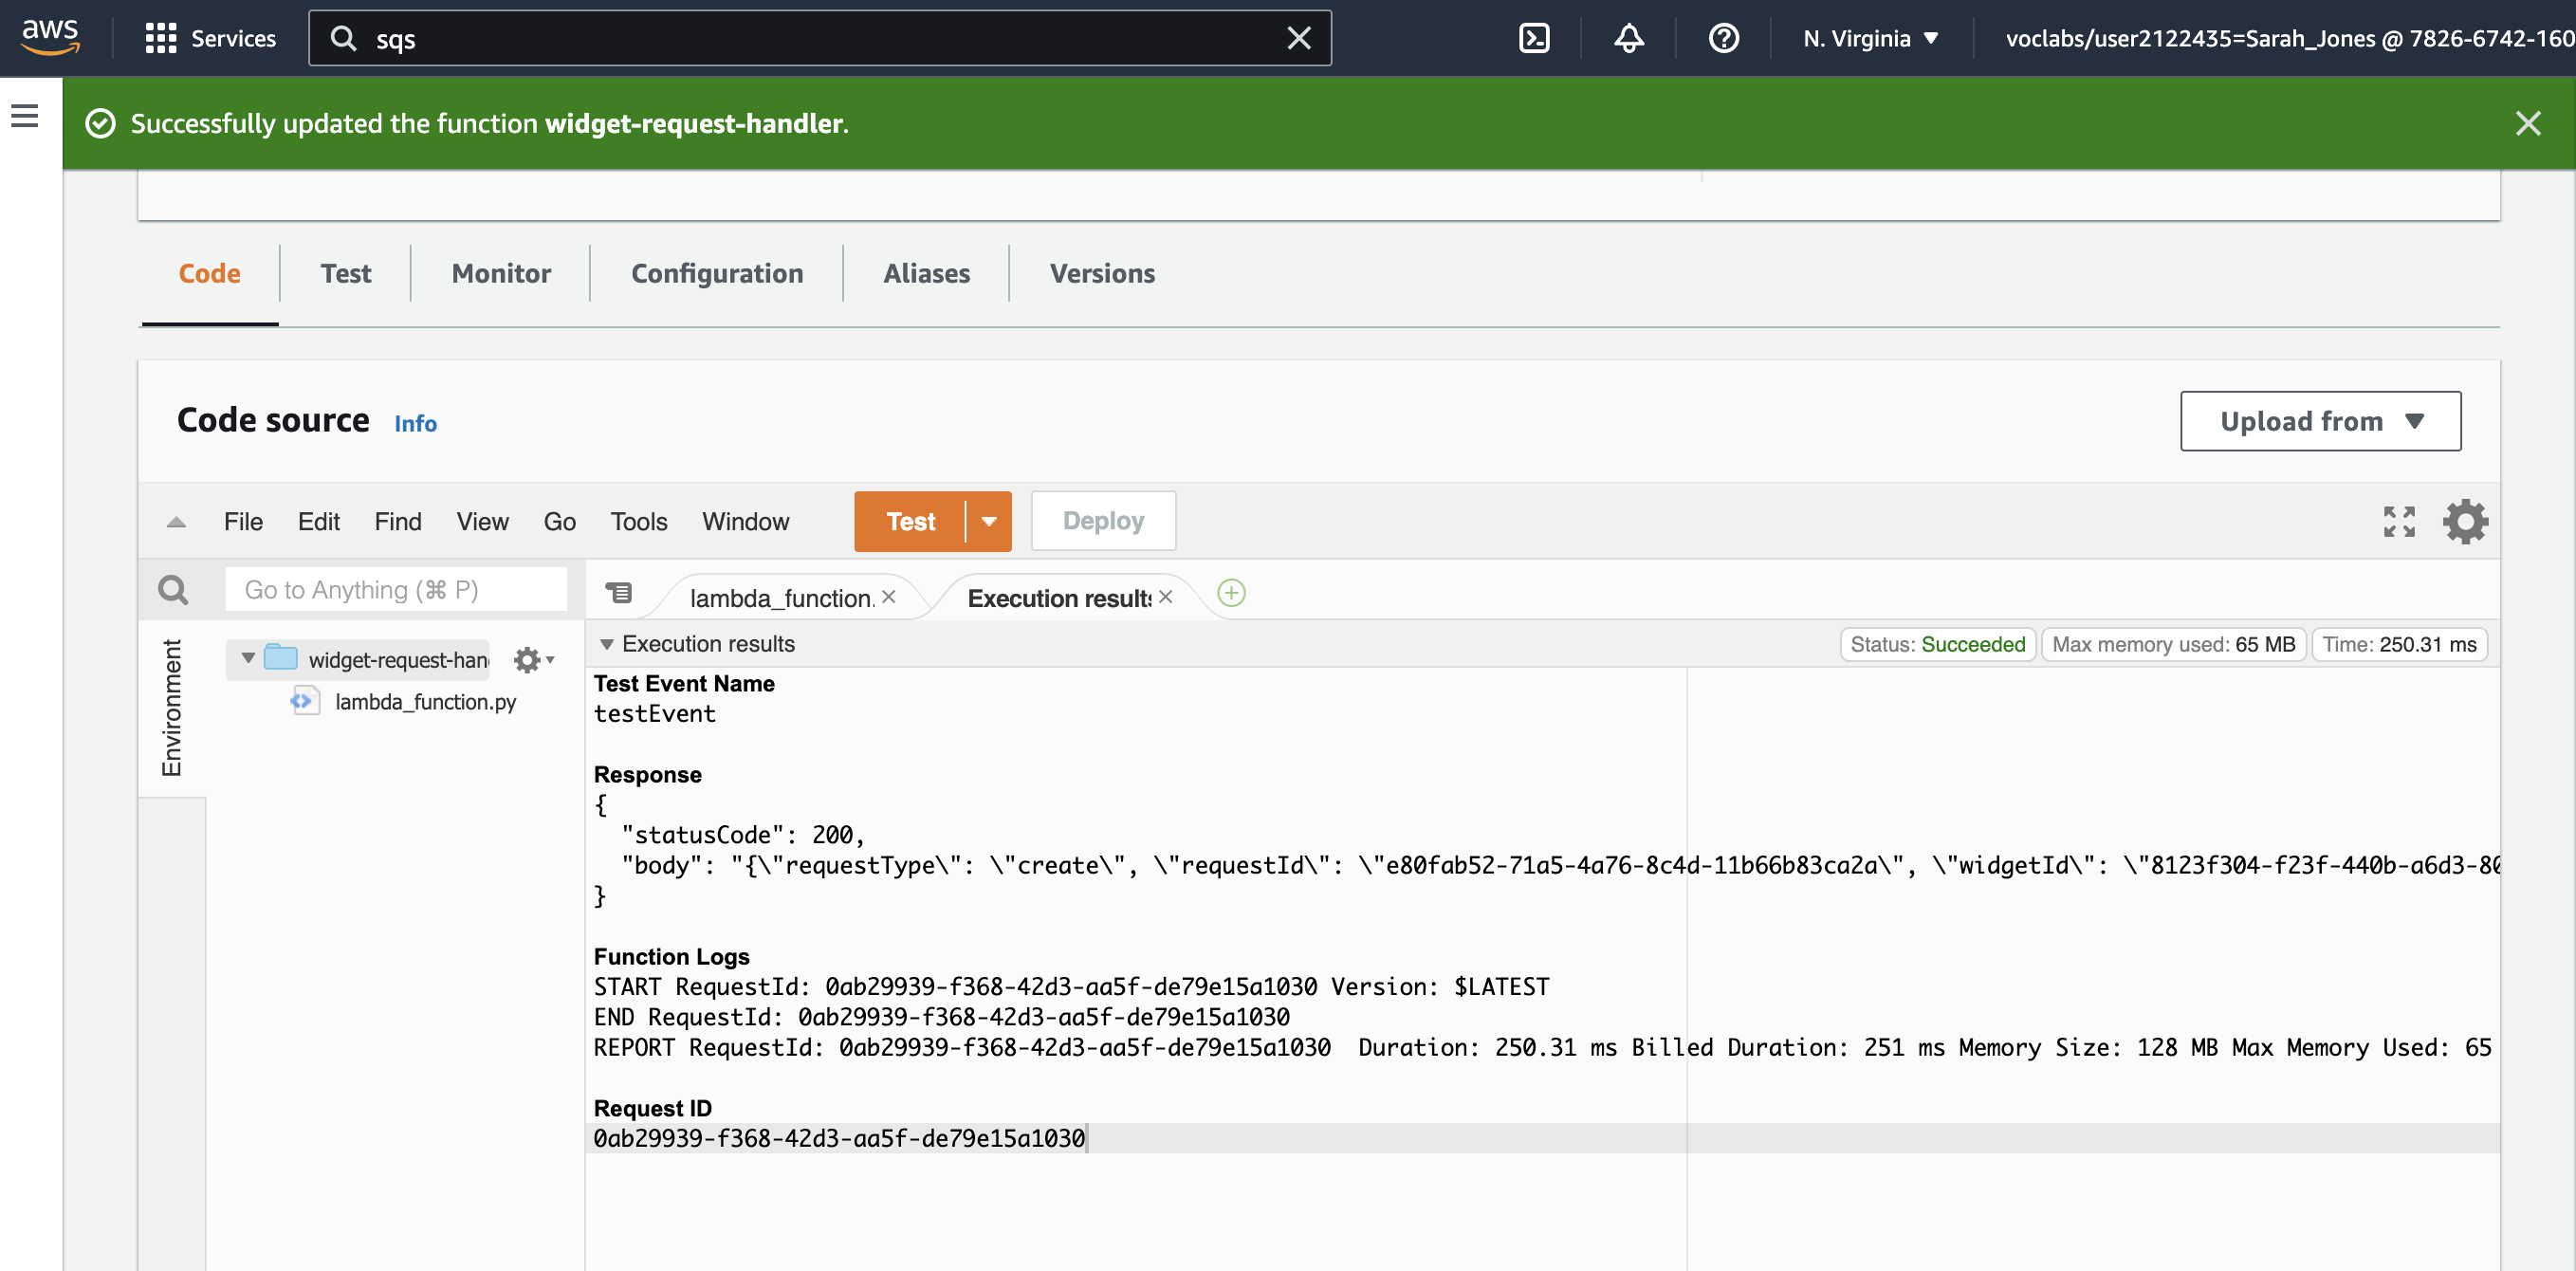 aws Services sqs N. Virginia voclabs/user2122435=Sarah_Jones @ 7826-6742-160
Successfully updated the function widget-request-handler.
Code Test Monitor Configuration Aliases Versions
Code source Info Upload from
File Edit Find View Go Tools Window Test Deploy
Go to Anything (⌘ P) lambda_function. Execution results
Environment
widget-request-han
lambda_function.py
Execution results Status: Succeeded Max memory used: 65 MB Time: 250.31 ms
Test Event Name
testEvent
Response
{
"statusCode": 200,
"body": "{\"requestType\": \"create\", \"requestId\": \"e80fab52-71a5-4a76-8c4d-11b66b83ca2a\", \"widgetId\": \"8123f304-f23f-440b-a6d3-80
}
Function Logs
START RequestId: 0ab29939-f368-42d3-aa5f-de79e15a1030 Version: $LATEST
END RequestId: 0ab29939-f368-42d3-aa5f-de79e15a1030
REPORT RequestId: 0ab29939-f368-42d3-aa5f-de79e15a1030 Duration: 250.31 ms Billed Duration: 251 ms Memory Size: 128 MB Max Memory Used: 65
Request ID
0ab29939-f368-42d3-aa5f-de79e15a1030